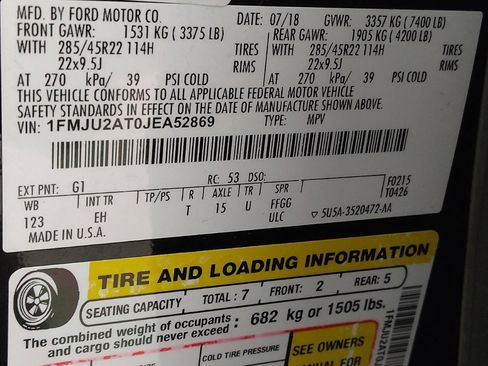 MFD. BY FORD MOTOR CO. 07/18 GVWR: 3357 KG (7400 LB)
FRONT GAWR: 1531 KG (3375 LB) REAR GAWR: 1905 KG (4200 LB)
WITH 285/45R22 114H TIRES WITH 285/45R22 114H TIRES
22x9.5J RIMS 22x9.5J RIMS
AT 270 kPa/ 39 PSI COLD AT 270 kPa/ 39 PSI COLD
THIS VEHICLE CONFORMS TO ALL APPLICABLE FEDERAL MOTOR VEHICLE
SAFETY STANDARDS IN EFFECT ON THE DATE OF MANUFACTURE SHOWN ABOVE.
VIN: 1FMJU2AT0JEA52869 TYPE: MPV
EXT PNT: G1 RC: 53 DSO: F0215
WB INT TR TP/PS R AXLE TR SPR T0426
123 EH T 15 U FFGG
MADE IN U.S.A. ULC 5U5A-3520472-AA
TIRE AND LOADING INFORMATION
SEATING CAPACITY TOTAL: 7 FRONT: 2 REAR: 5
The combined weight of occupants and cargo should never exceed: 682 kg or 1505 lbs.
COLD TIRE PRESSURE
SEE OWNERS
MANUAL FOR